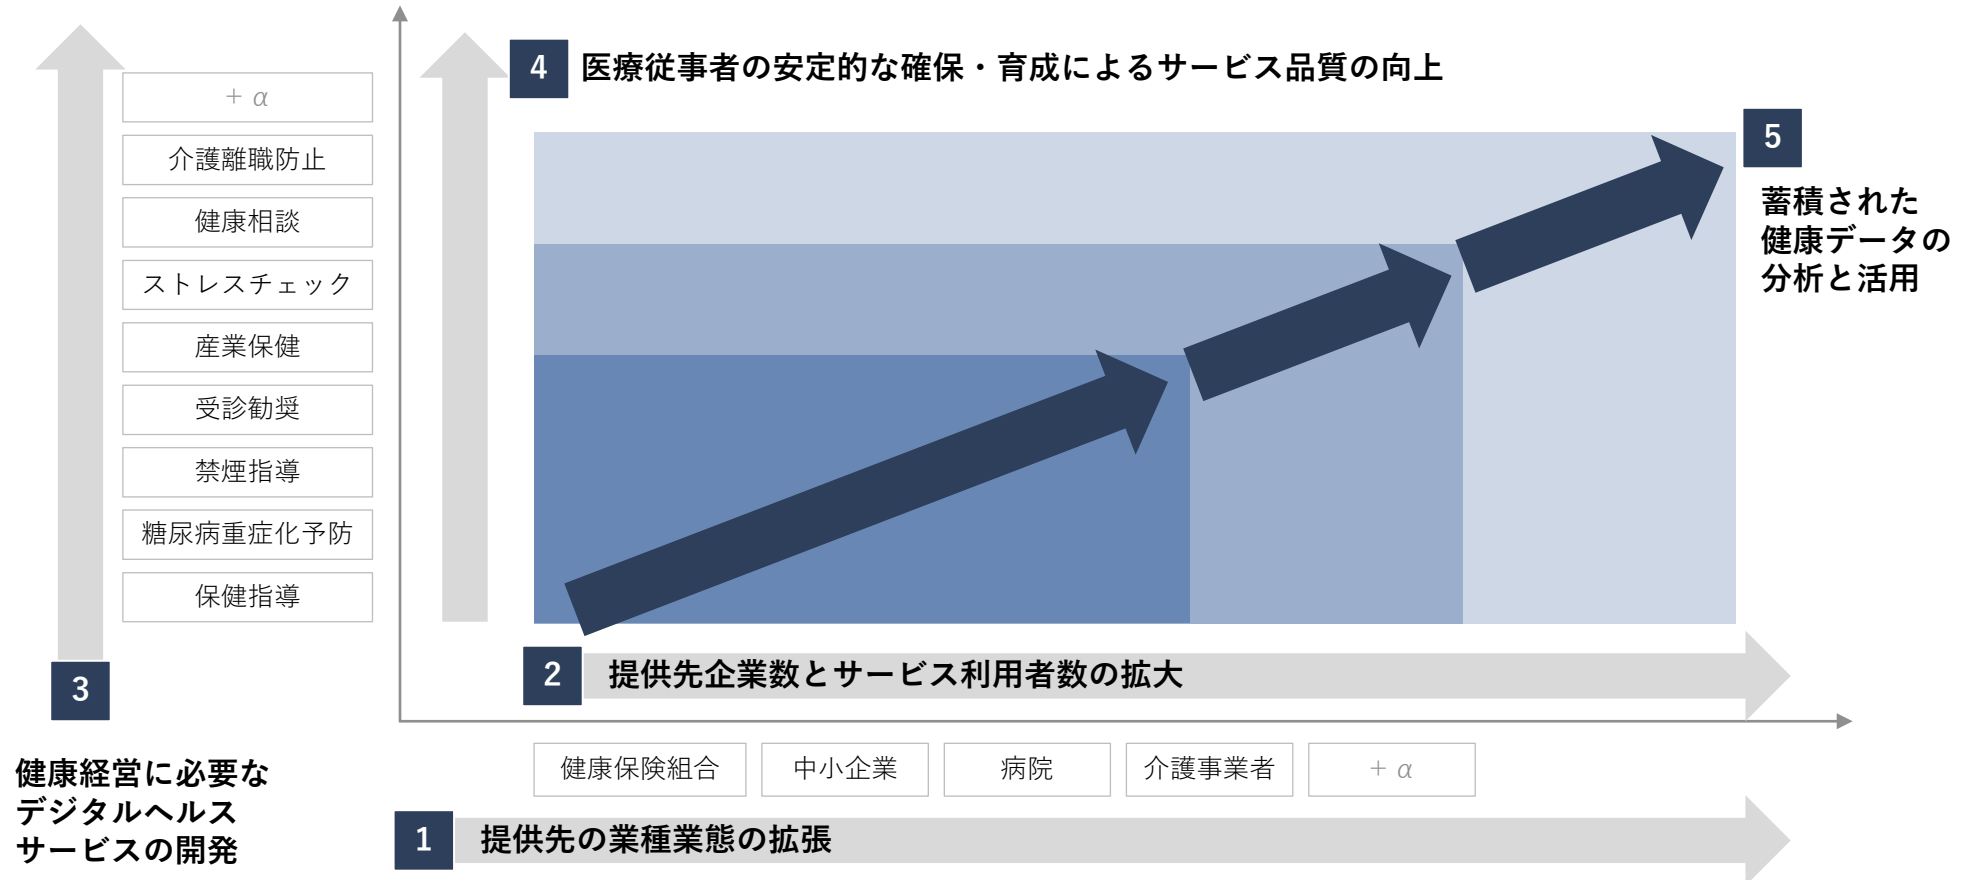 4
医療従事者の安定的な確保・育成によるサービス品質の向上
5
蓄積された
健康データの
分析と活用
+ α
介護離職防止
健康相談
ストレスチェック
産業保健
受診勧奨
禁煙指導
糖尿病重症化予防
保健指導
3
健康経営に必要な
デジタルヘルス
サービスの開発
2
提供先企業数とサービス利用者数の拡大
健康保険組合
中小企業
病院
介護事業者
+ α
1
提供先の業種業態の拡張